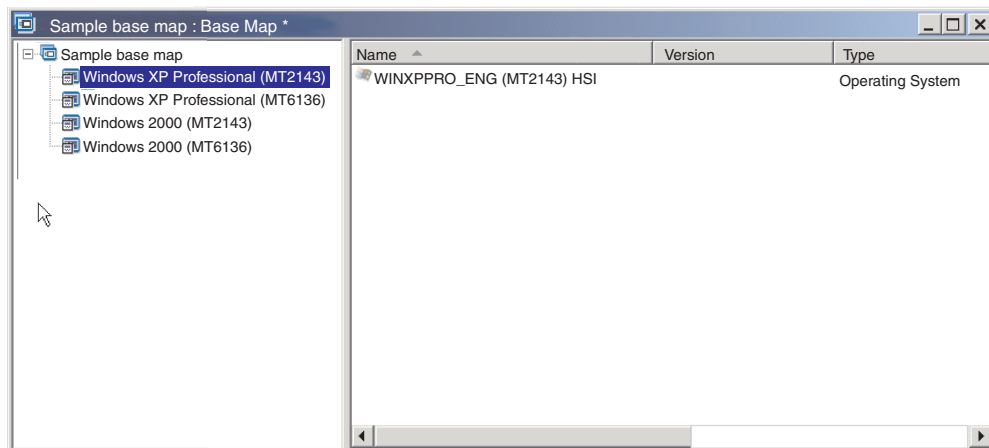 Sample base map : Base Map *
Sample base map
Windows XP Professional (MT2143)
Windows XP Professional (MT6136)
Windows 2000 (MT2143)
Windows 2000 (MT6136)
Name Version Type
WINXPPRO_ENG (MT2143) HSI Operating System